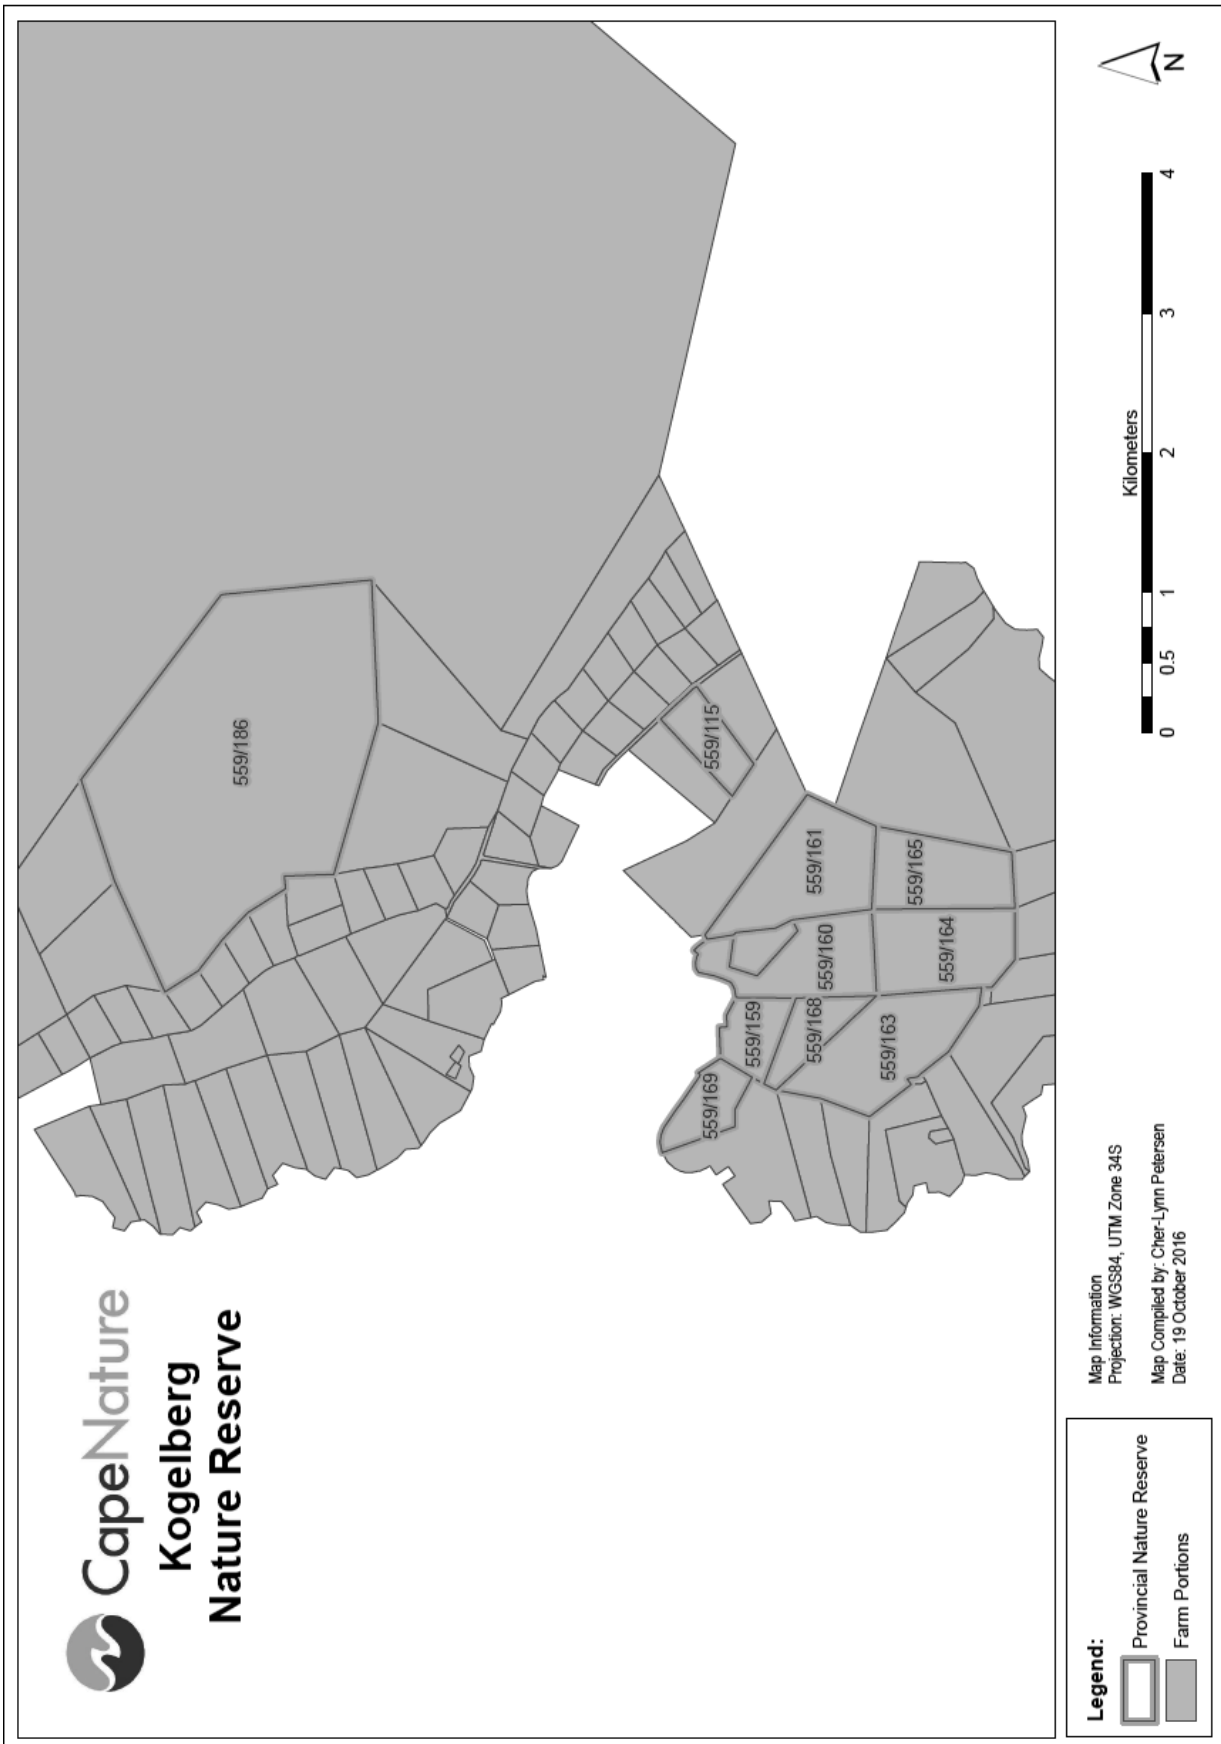 CapeNature
Kogelberg
Nature Reserve
559/186
559/115
559/161
559/165
559/160
559/164
559/159
559/168
559/163
559/169
Legend:
Provincial Nature Reserve
Farm Portions
Map Information
Projection: WGS84, UTM Zone 34S
Map Compiled by: Cher-Lynn Petersen
Date: 19 October 2016
Kilometers
0 0.5 1 2 3 4
N